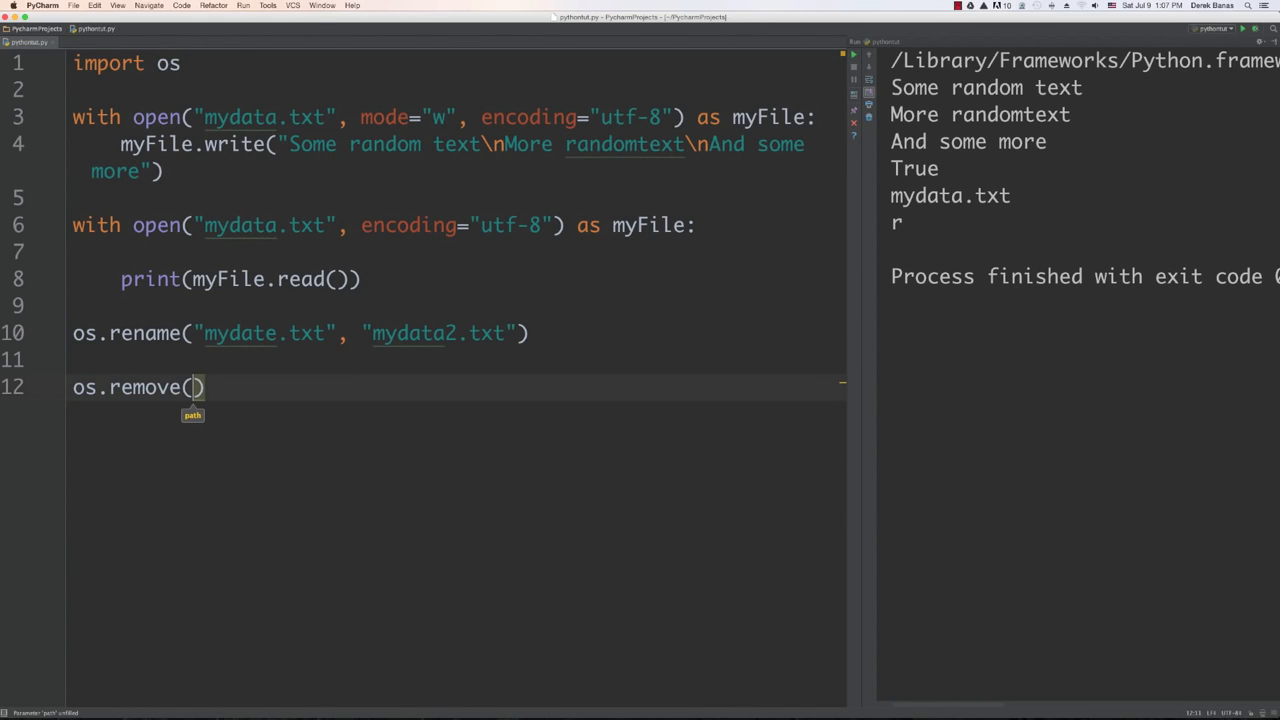 PyCharm File Edit View Navigate Code Refactor Run Tools VCS Window Help
10 Sat Jul 9 1:07 PM Derek Banas
pythontut.py - PycharmProjects - [~/PycharmProjects]
PycharmProjects pythontut.py
pythontut
pythontut.py
Run pythontut
1 import os
2
3 with open("mydata.txt", mode="w", encoding="utf-8") as myFile:
4 myFile.write("Some random text\nMore randomtext\nAnd some
more")
5
6 with open("mydata.txt", encoding="utf-8") as myFile:
7
8 print(myFile.read())
9
10 os.rename("mydate.txt", "mydata2.txt")
11
12 os.remove()
path
/Library/Frameworks/Python.framew
Some random text
More randomtext
And some more
True
mydata.txt
r
Process finished with exit code 0
Parameter 'path' unfilled
12:11 LF÷ UTF-8÷